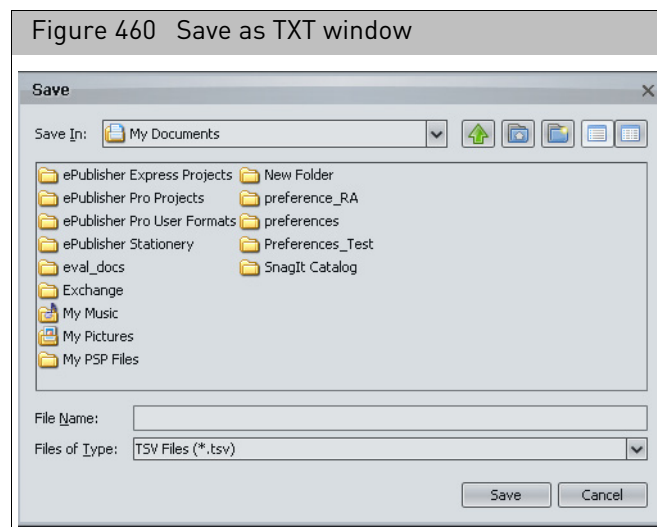 Figure 460 Save as TXT window
Save
Save In: My Documents
ePublisher Express Projects
ePublisher Pro Projects
ePublisher Pro User Formats
ePublisher Stationery
eval_docs
Exchange
My Music
My Pictures
My PSP Files
New Folder
preference_RA
preferences
Preferences_Test
SnagIt Catalog
File Name:
Files of Type: TSV Files (*.tsv)
Save Cancel